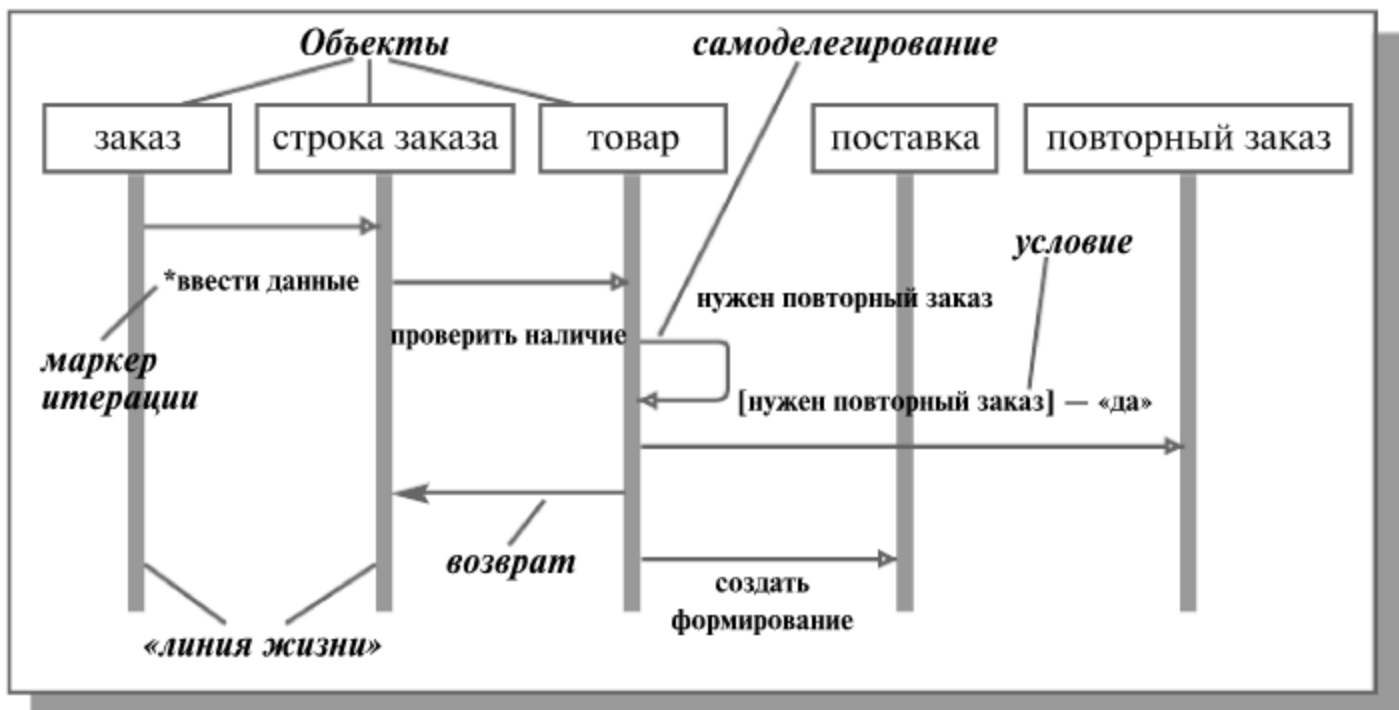 Объекты
самоделегирование
заказ
строка заказа
товар
поставка
повторный заказ
условие
*ввести данные
нужен повторный заказ
проверить наличие
маркер
итерации
[нужен повторный заказ] — «да»
возврат
создать
формирование
«линия жизни»